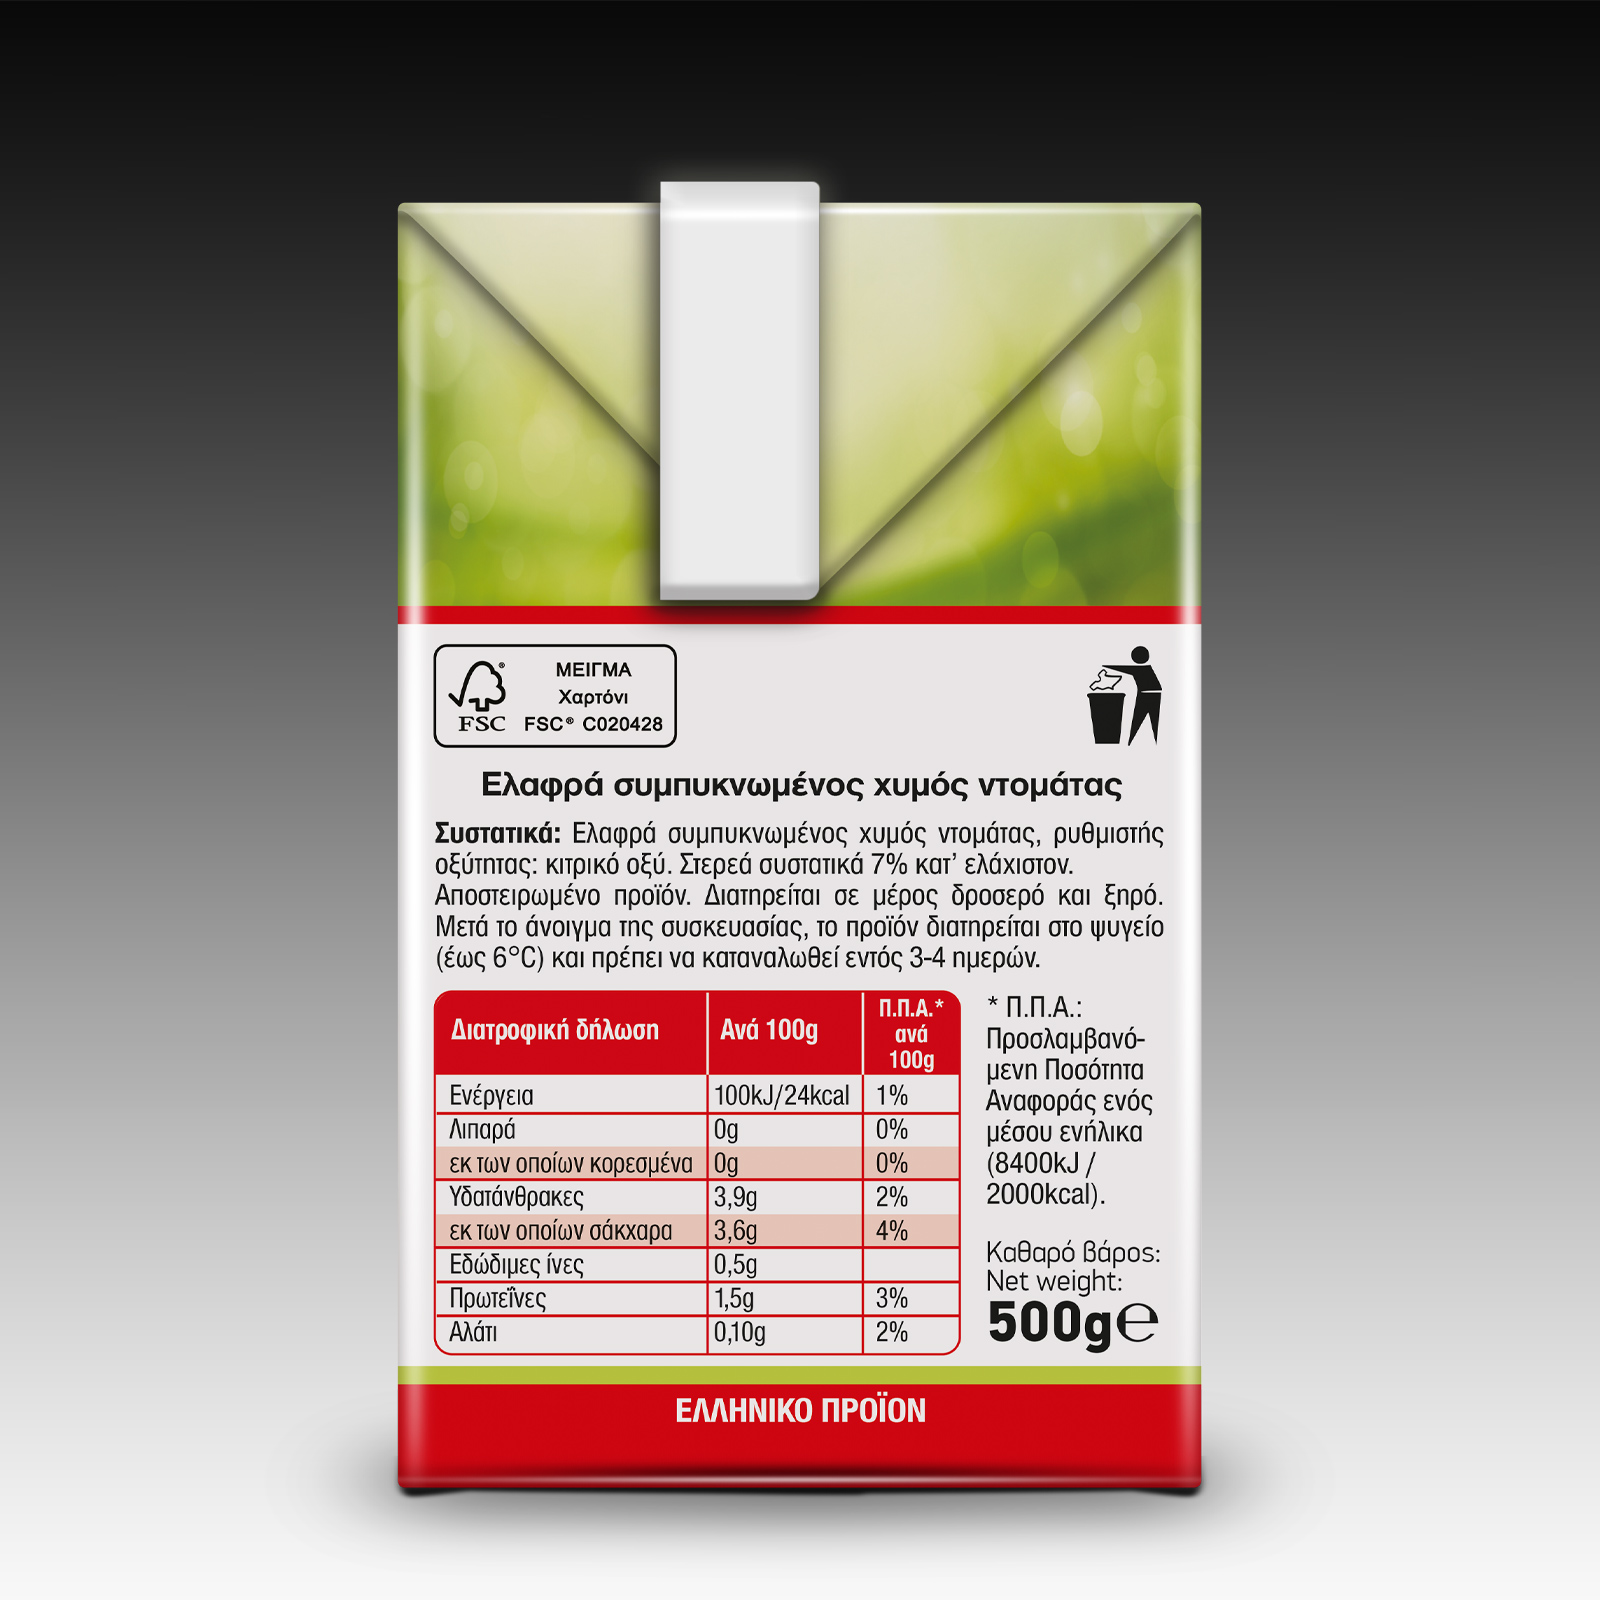 ΜΕΙΓΜΑ
Χαρτόνι
FSC® C020428
FSC
®
Ελαφρά συμπυκνωμένος χυμός ντομάτας
Συστατικά: Ελαφρά συμπυκνωμένος χυμός ντομάτας, ρυθμιστής
οξύτητας: κιτρικό οξύ. Στερεά συστατικά 7% κατ' ελάχιστον.
Αποστειρωμένο προϊόν. Διατηρείται σε μέρος δροσερό και ξηρό.
Μετά το άνοιγμα της συσκευασίας, το προϊόν διατηρείται στο ψυγείο
(έως 6°C) και πρέπει να καταναλωθεί εντός 3-4 ημερών.
Διατροφική δήλωση Ανά 100g Π.Π.Α.*
ανά
100g
Ενέργεια 100kJ/24kcal 1%
Λιπαρά 0g 0%
εκ των οποίων κορεσμένα 0g 0%
Υδατάνθρακες 3,9g 2%
εκ των οποίων σάκχαρα 3,6g 4%
Εδώδιμες ίνες 0,5g
Πρωτεΐνες 1,5g 3%
Αλάτι 0,10g 2%
* Π.Π.Α.:
Προσλαμβανό-
μενη Ποσότητα
Αναφοράς ενός
μέσου ενήλικα
(8400kJ /
2000kcal).
Καθαρό βάρος:
Net weight:
500g℮
ΕΛΛΗΝΙΚΟ ΠΡΟΪΟΝ